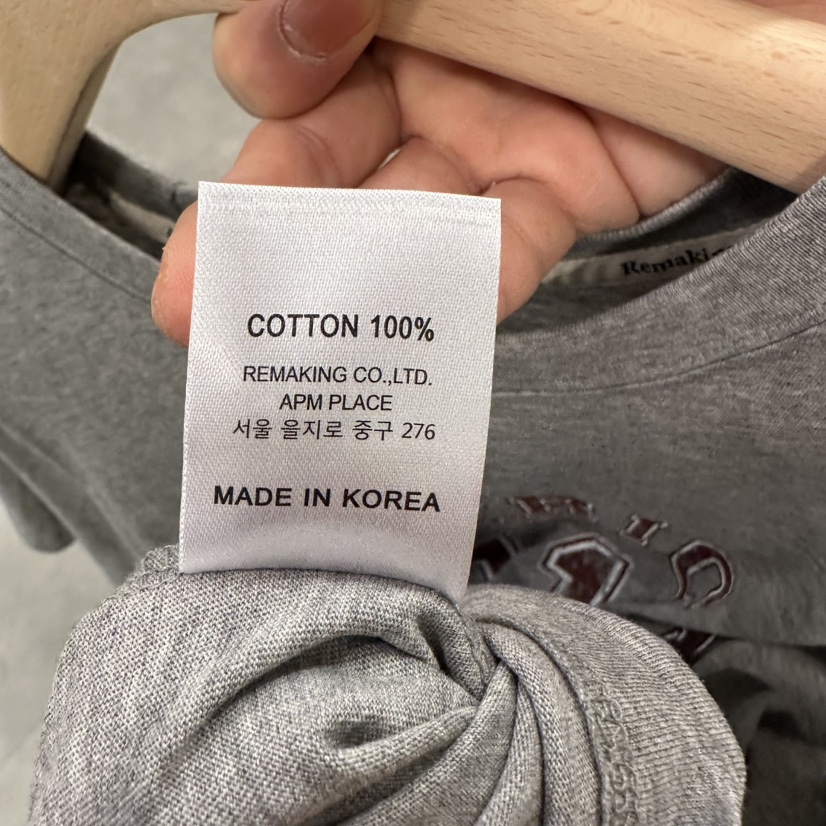 COTTON 100%
REMAKING CO.,LTD.
APM PLACE
서울 을지로 중구 276
MADE IN KOREA